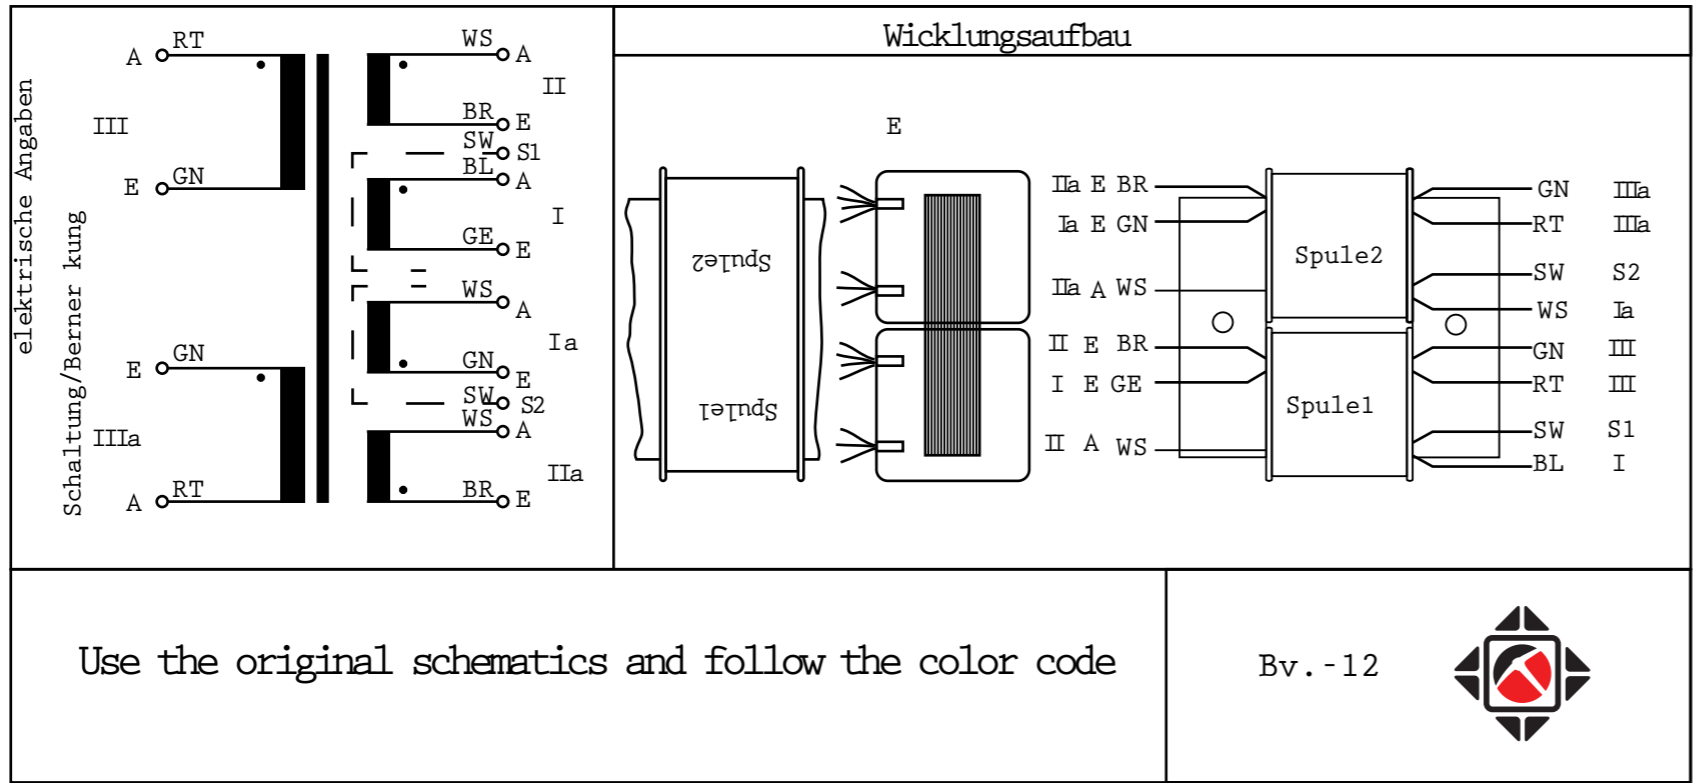 elektrische Angaben
Schaltung/Berner kung
A RT
III
E GN
E GN
IIIa
A RT
WS A
II
BR E
SW S1
BL A
I
GE E
WS A
Ia
GN E
SW S2
WS A
IIa
BR E
Wicklungsaufbau
E
Spule2
Spule1
IIa E BR
Ia E GN
IIa A WS
II E BR
I E GE
II A WS
Spule2
Spule1
GN IIIa
RT IIIa
SW S2
WS Ia
GN III
RT III
SW S1
BL I
Use the original schematics and follow the color code
Bv.-12